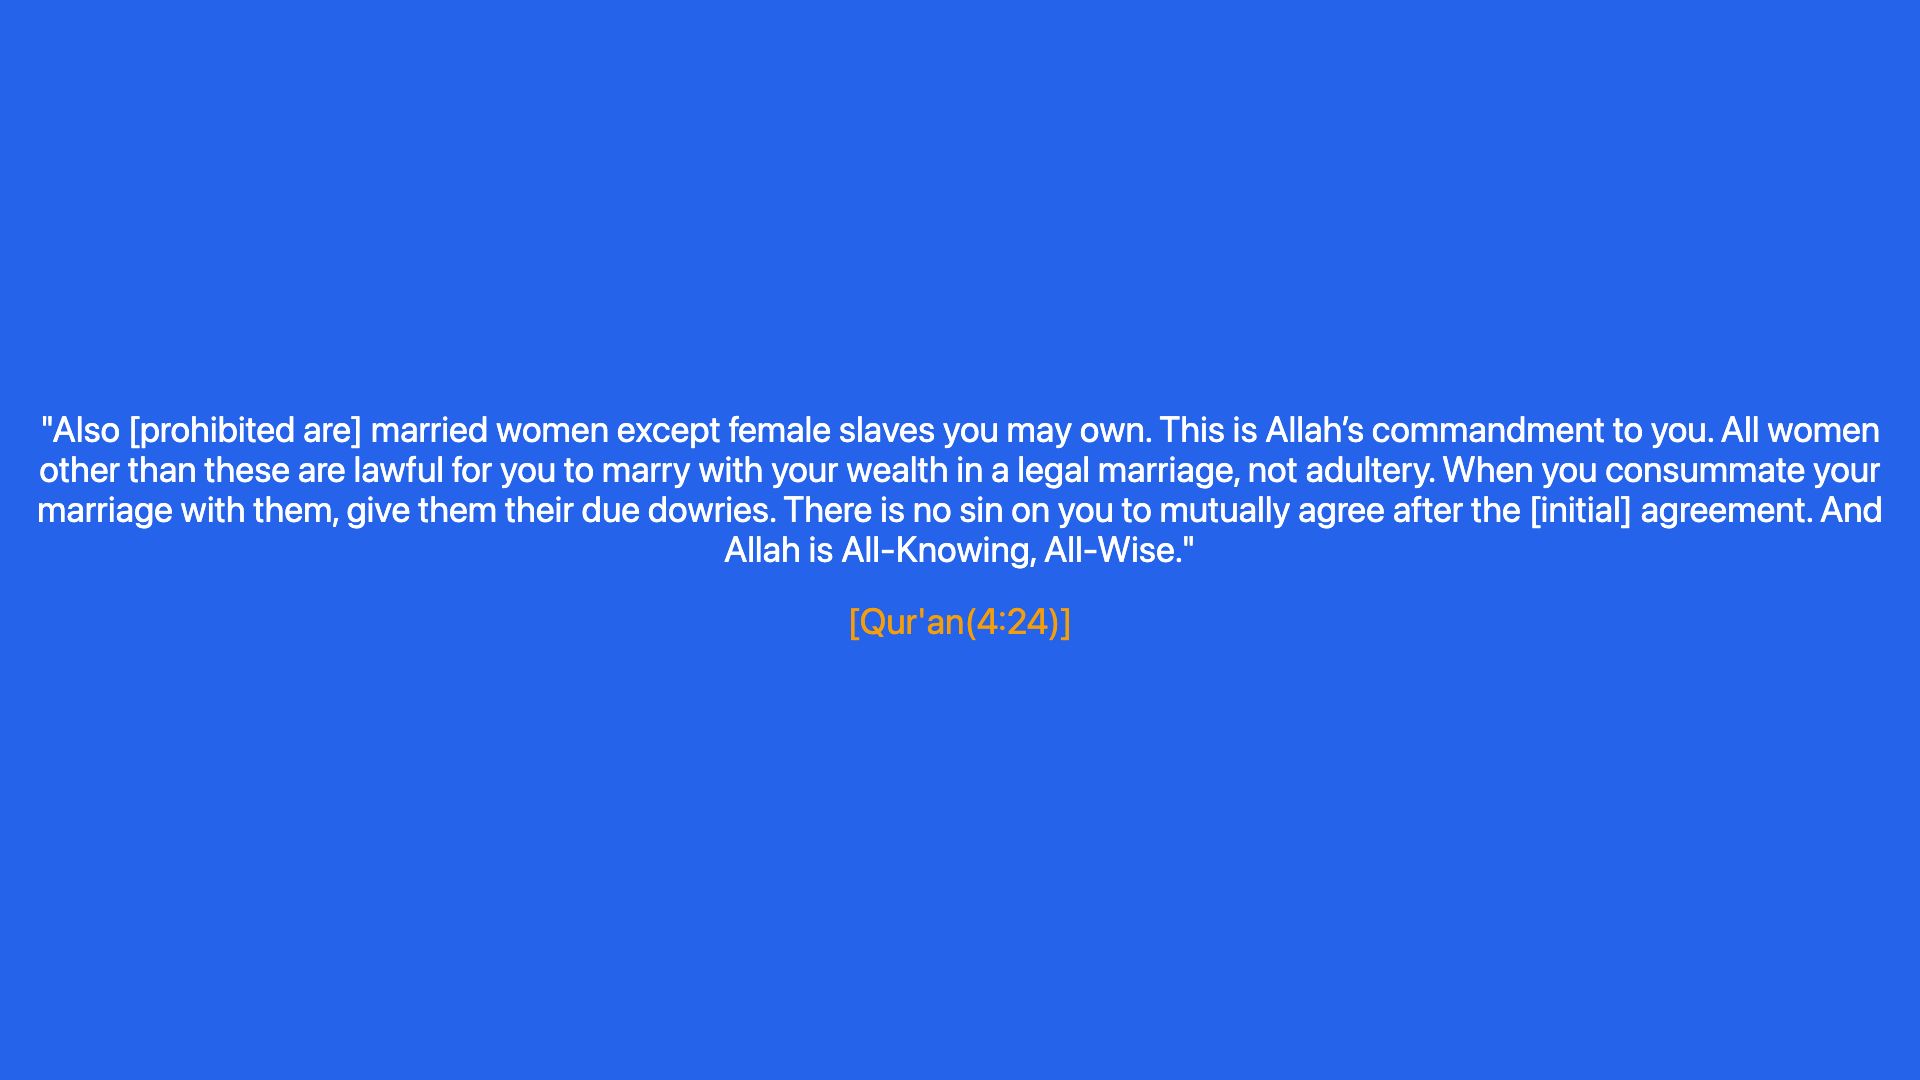 "Also [prohibited are] married women except female slaves you may own. This is Allah’s commandment to you. All women
other than these are lawful for you to marry with your wealth in a legal marriage, not adultery. When you consummate your
marriage with them, give them their due dowries. There is no sin on you to mutually agree after the [initial] agreement. And
Allah is All-Knowing, All-Wise."
[Qur'an(4:24)]